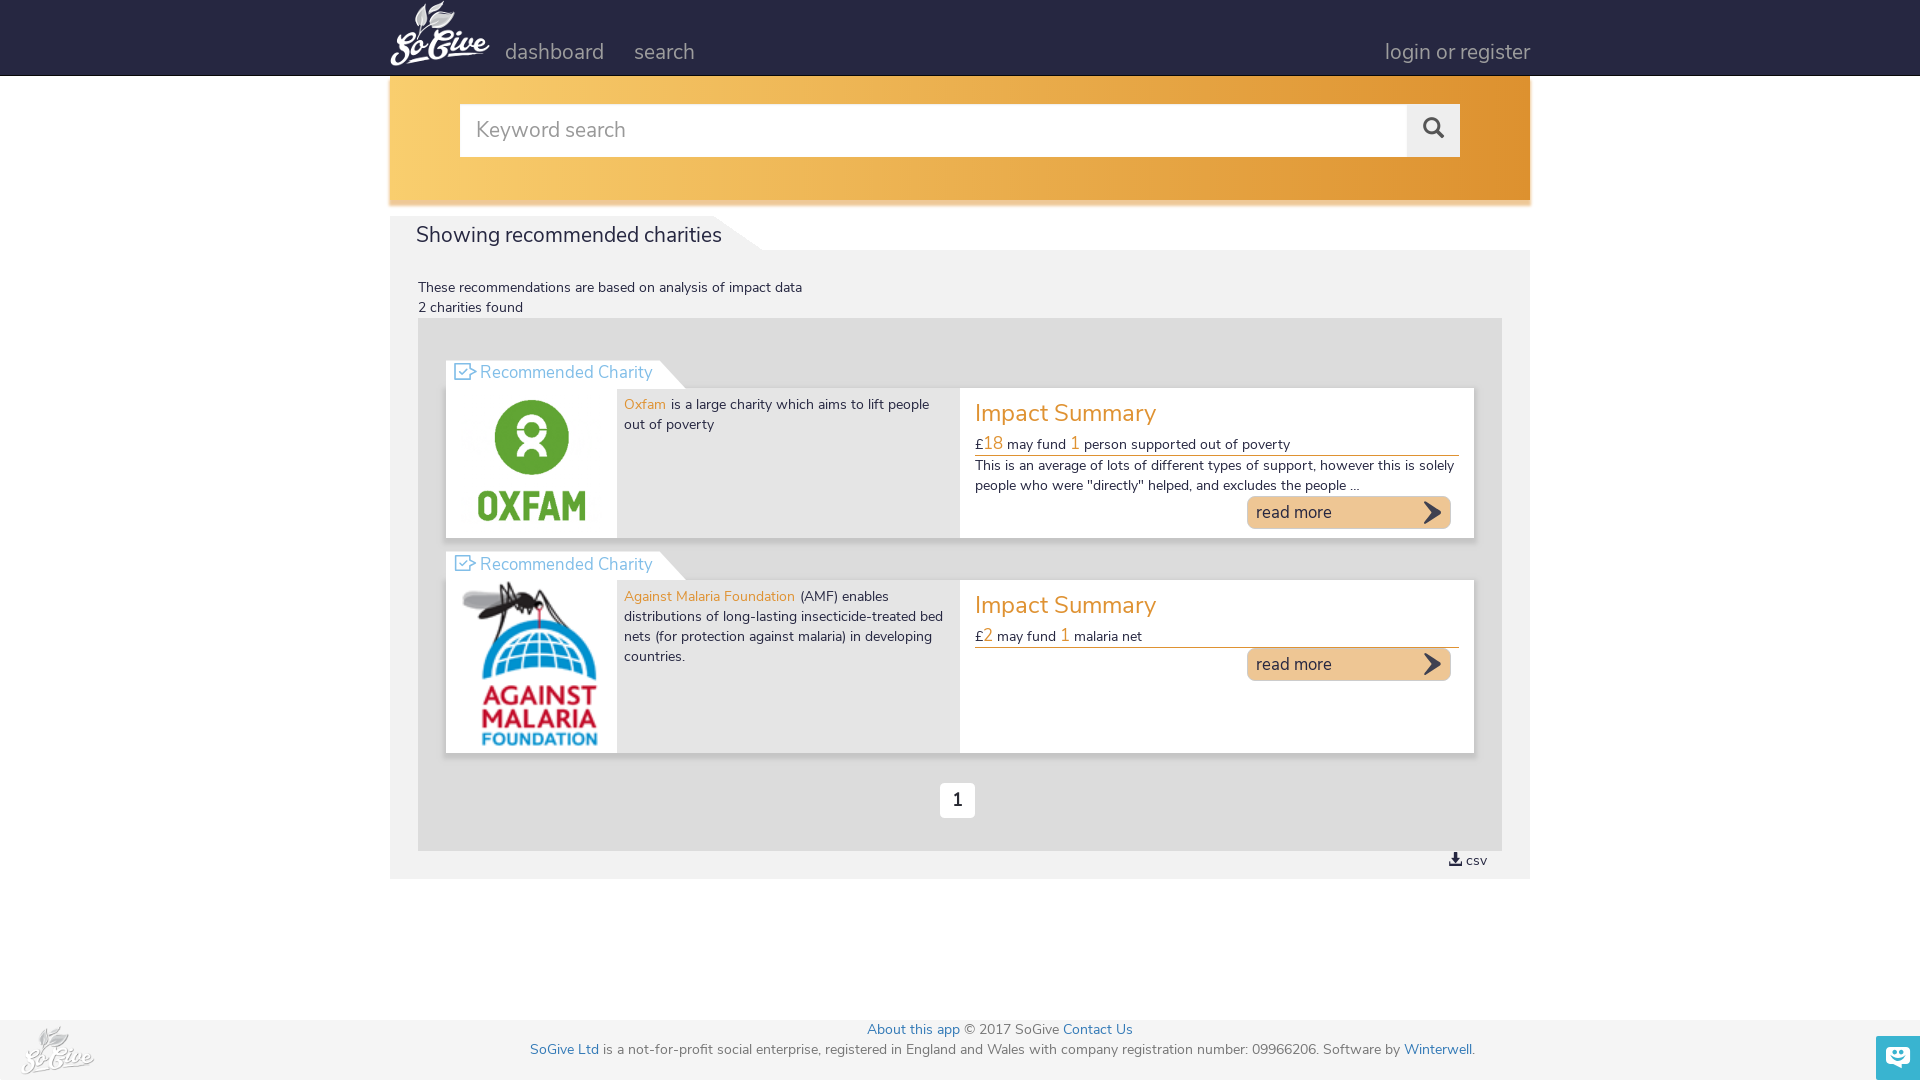 SoGive
dashboard
search
login or register
Keyword search
Showing recommended charities
These recommendations are based on analysis of impact data
2 charities found
Recommended Charity
OXFAM
Oxfam is a large charity which aims to lift people
out of poverty
Impact Summary
£18 may fund 1 person supported out of poverty
This is an average of lots of different types of support, however this is solely
people who were "directly" helped, and excludes the people ...
read more
Recommended Charity
AGAINST
MALARIA
FOUNDATION
Against Malaria Foundation (AMF) enables
distributions of long-lasting insecticide-treated bed
nets (for protection against malaria) in developing
countries.
Impact Summary
£2 may fund 1 malaria net
read more
1
csv
SoGive
About this app © 2017 SoGive Contact Us
SoGive Ltd is a not-for-profit social enterprise, registered in England and Wales with company registration number: 09966206. Software by Winterwell.